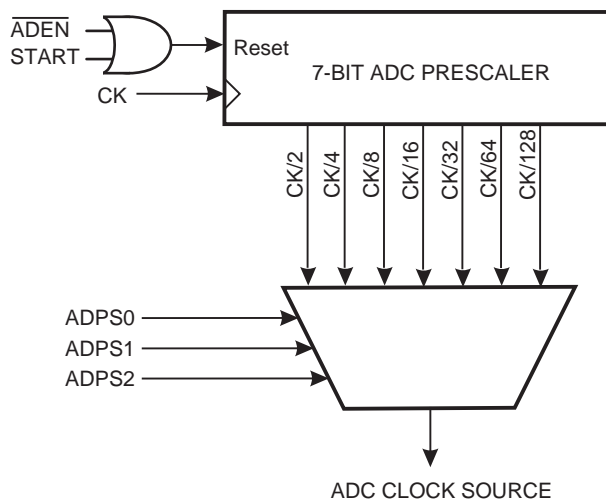 ADEN
START
Reset
7-BIT ADC PRESCALER
CK
CK/2
CK/4
CK/8
CK/16
CK/32
CK/64
CK/128
ADPS0
ADPS1
ADPS2
ADC CLOCK SOURCE